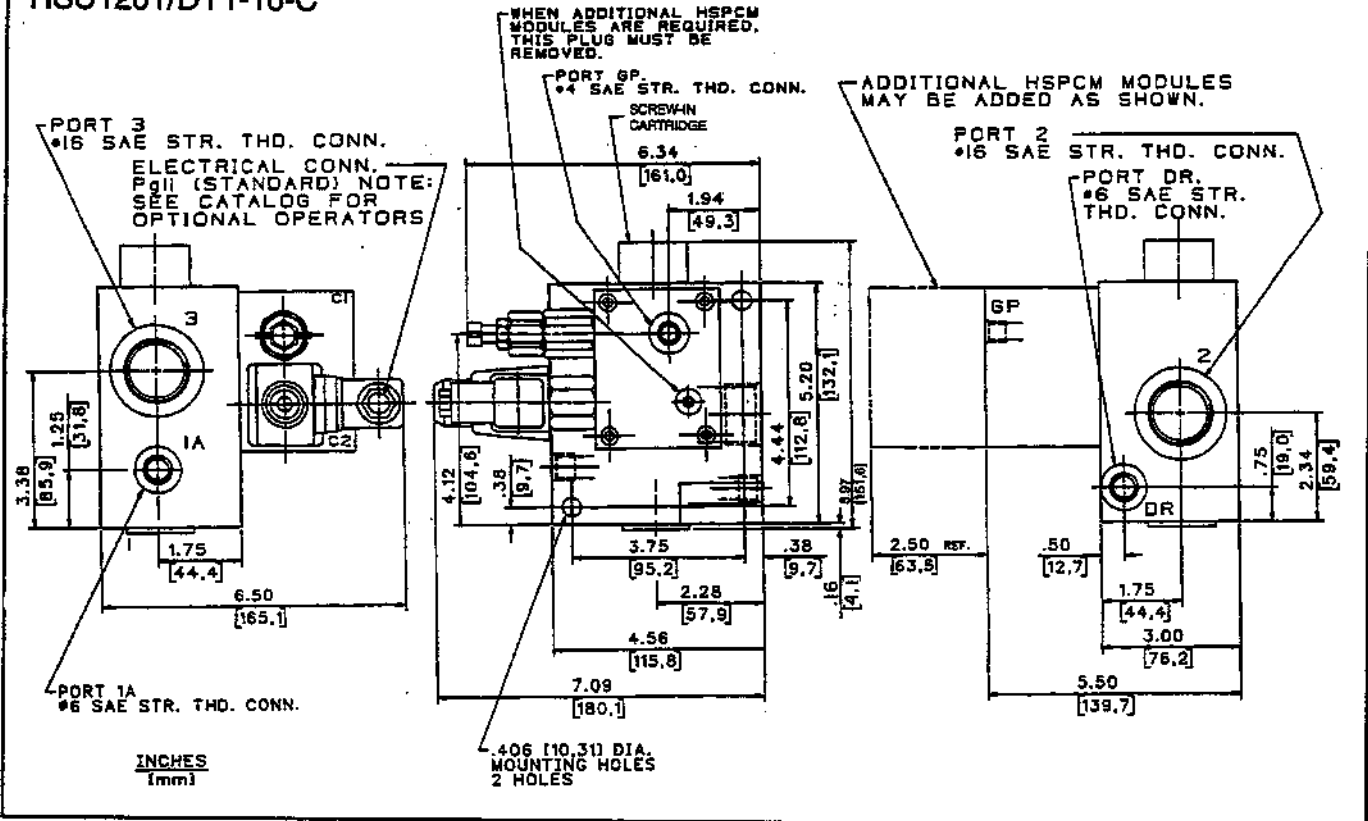 WHEN ADDITIONAL HSPCM
MODULES ARE REQUIRED,
THIS PLUG MUST BE
REMOVED.
PORT GP.
#4 SAE STR. THD. CONN.
SCREW-IN
CARTRIDGE
ADDITIONAL HSPCM MODULES
MAY BE ADDED AS SHOWN.
PORT 3
#16 SAE STR. THD. CONN.
ELECTRICAL CONN.
Pg11 (STANDARD) NOTE:
SEE CATALOG FOR
OPTIONAL OPERATORS
PORT 2
#16 SAE STR. THD. CONN.
PORT DR.
#6 SAE STR.
THD. CONN.
6.34
[161,0]
1.94
[49,3]
C1
3
1A
C2
3.38
[85,9]
1.25
[31,8]
1.75
[44,4]
6.50
[165,1]
PORT 1A
#6 SAE STR. THD. CONN.
INCHES
[mm]
4.12
[104,6]
.38
[9,7]
4.44
[112,8]
5.20
[132,1]
[151,6]
3.75
[95,2]
.38
[9,7]
.16
[4,1]
2.28
[57,9]
4.56
[115,8]
7.09
[180,1]
.406 [10,31] DIA.
MOUNTING HOLES
2 HOLES
GP
2
DR
.75
[19,0]
2.34
[59,4]
2.50 REF.
[63,5]
.50
[12,7]
1.75
[44,4]
3.00
[76,2]
5.50
[139,7]